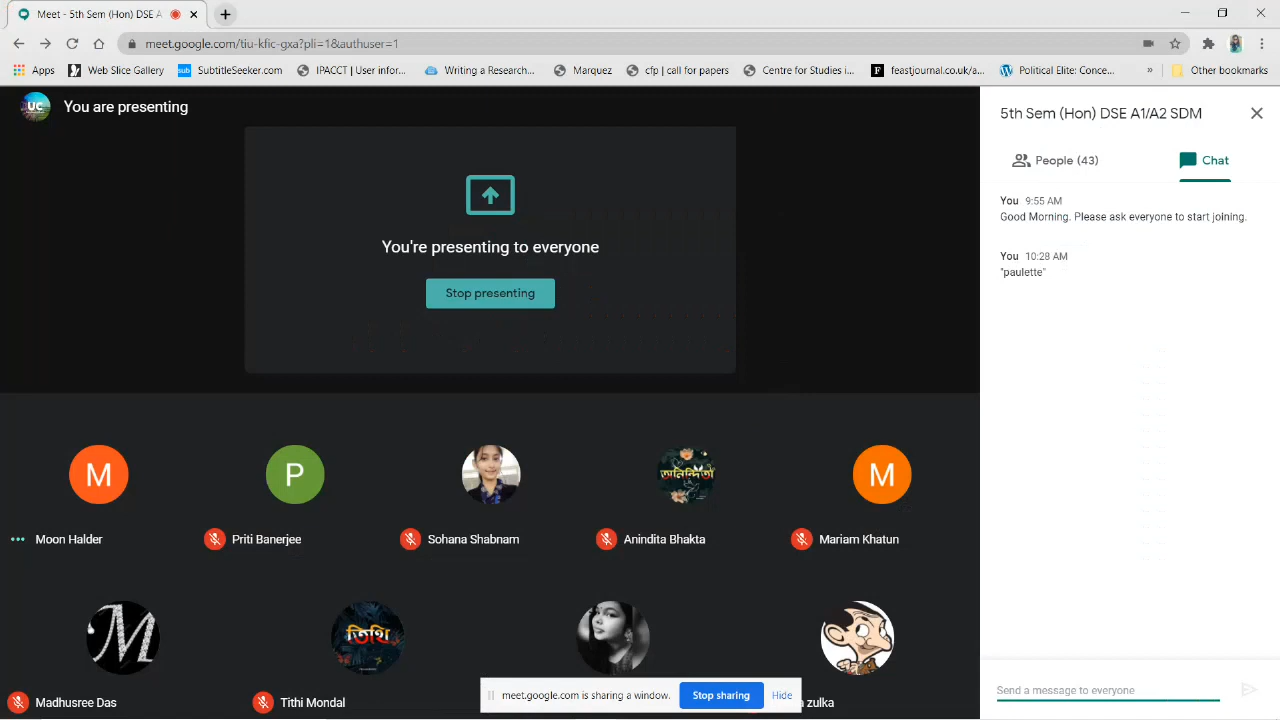 Meet - 5th Sem (Hon) DSE A
meet.google.com/tiu-kfic-gxa?pli=1&authuser=1
Apps
Web Slice Gallery
sub
SubtitleSeeker.com
IPACCT | User infor...
Writing a Research...
Marquez
cfp | call for papers
Centre for Studies i...
F
feastjournal.co.uk/a...
Political Elite: Conce...
»
Other bookmarks
UC
You are presenting
You're presenting to everyone
Stop presenting
M
P
অনিন্দিতা
M
Moon Halder
Priti Banerjee
Sohana Shabnam
Anindita Bhakta
Mariam Khatun
M
তিথি
Madhusree Das
Tithi Mondal
zulka
meet.google.com is sharing a window.
Stop sharing
Hide
5th Sem (Hon) DSE A1/A2 SDM
People (43)
Chat
You 9:55 AM
Good Morning. Please ask everyone to start joining.
You 10:28 AM
"paulette"
Send a message to everyone